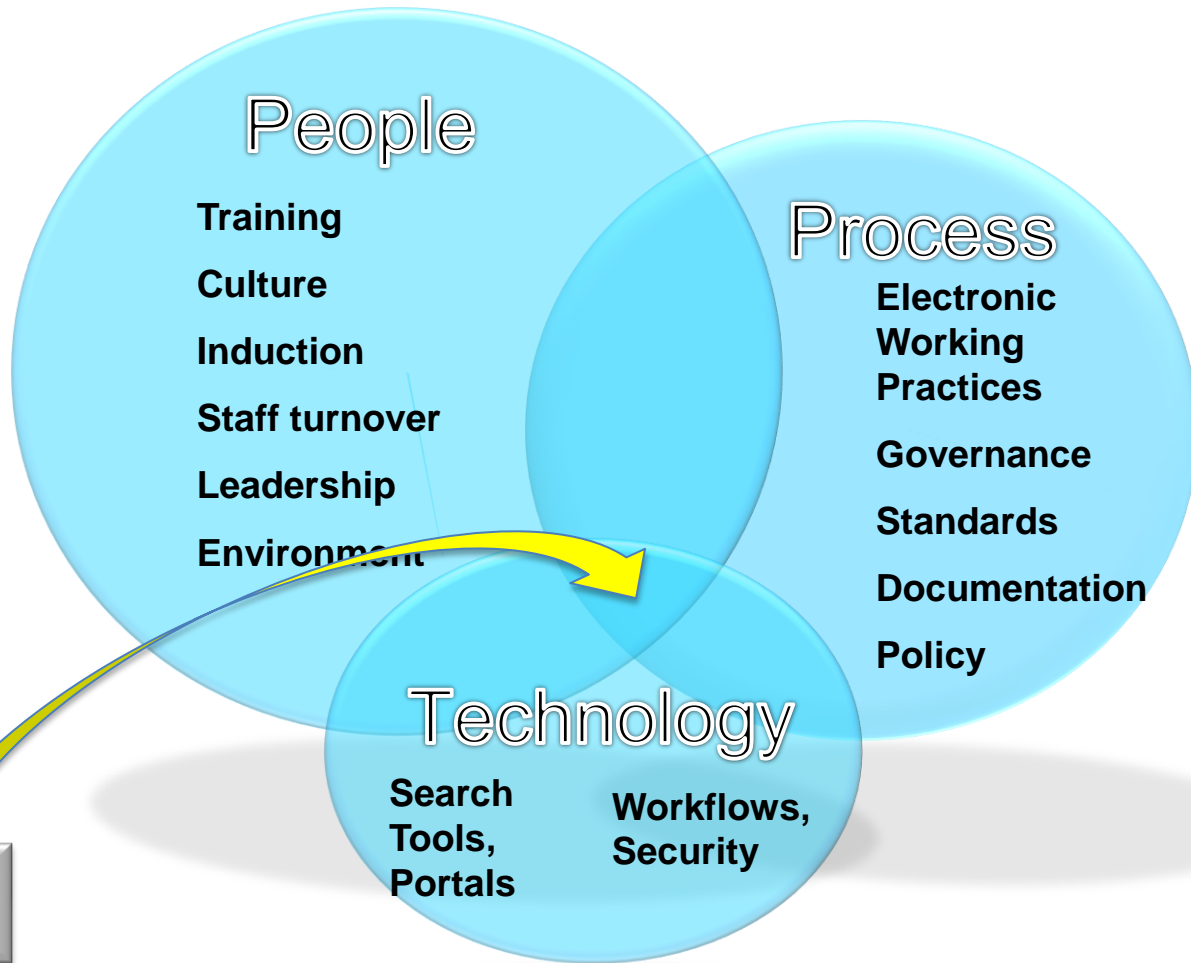 People
Training
Culture
Induction
Staff turnover
Leadership
Environment
Process
Electronic
Working
Practices
Governance
Standards
Documentation
Policy
Technology
Search
Tools,
Portals
Workflows,
Security